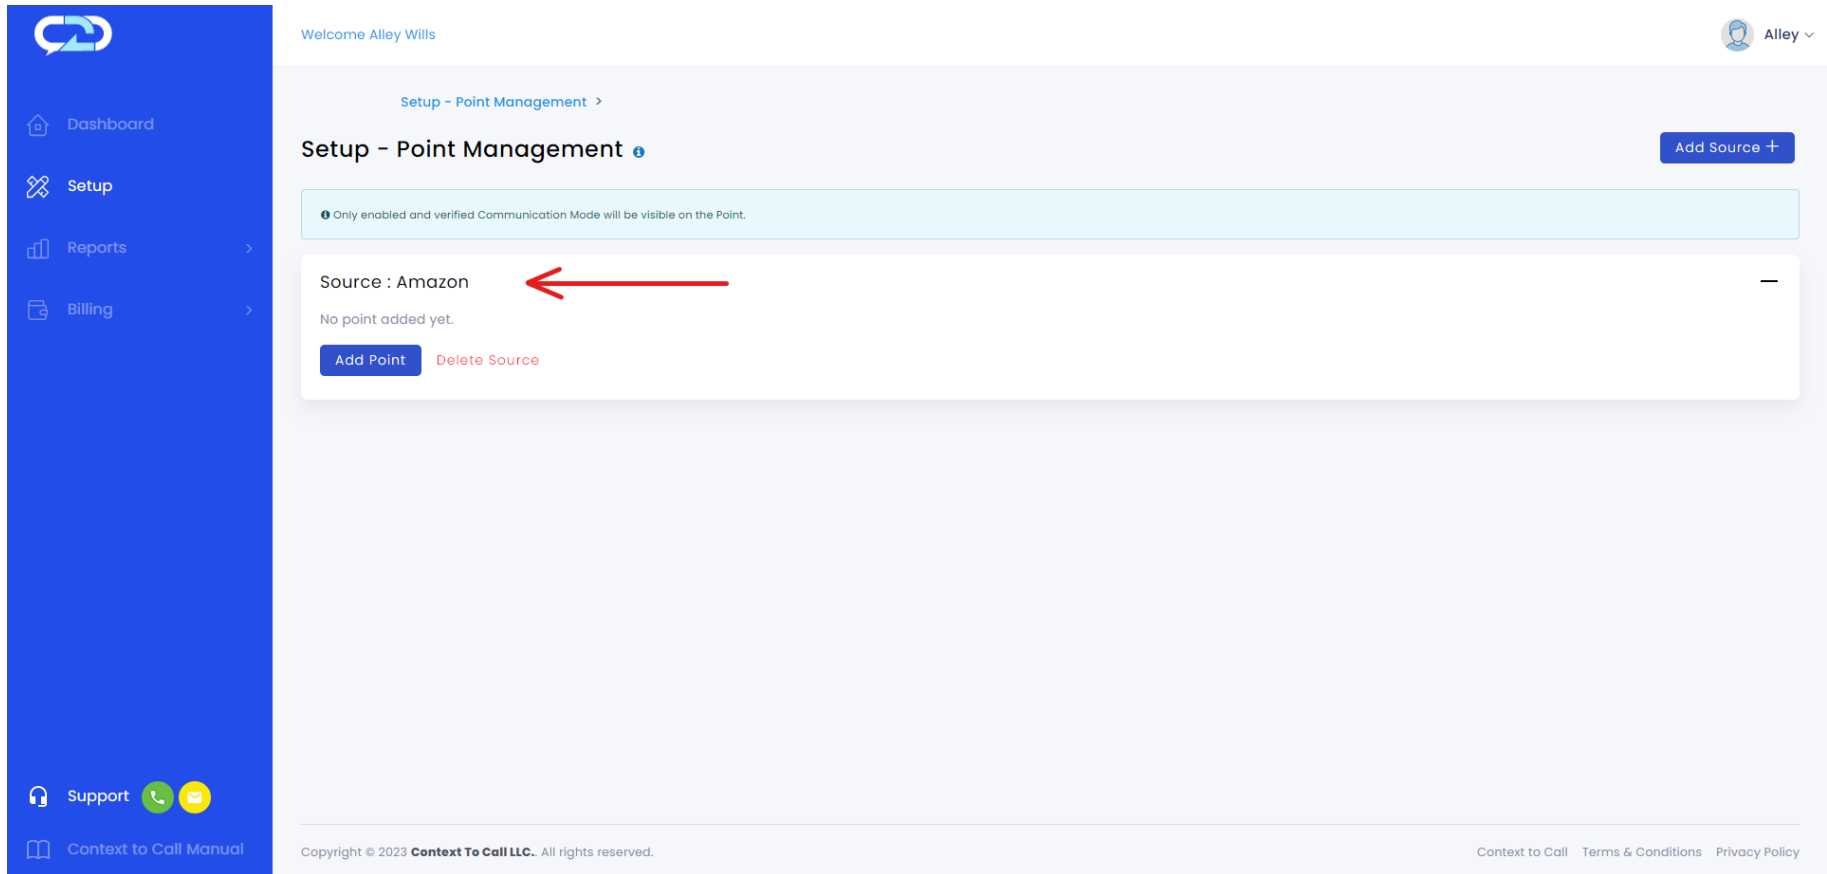 Welcome Alley Wills
Alley
Dashboard
Setup
Reports
Billing
Setup - Point Management >
Setup - Point Management
Add Source +
Only enabled and verified Communication Mode will be visible on the Point.
Source : Amazon
No point added yet.
Add Point
Delete Source
Support
Context to Call Manual
Copyright © 2023 Context To Call LLC.. All rights reserved.
Context to Call
Terms & Conditions
Privacy Policy